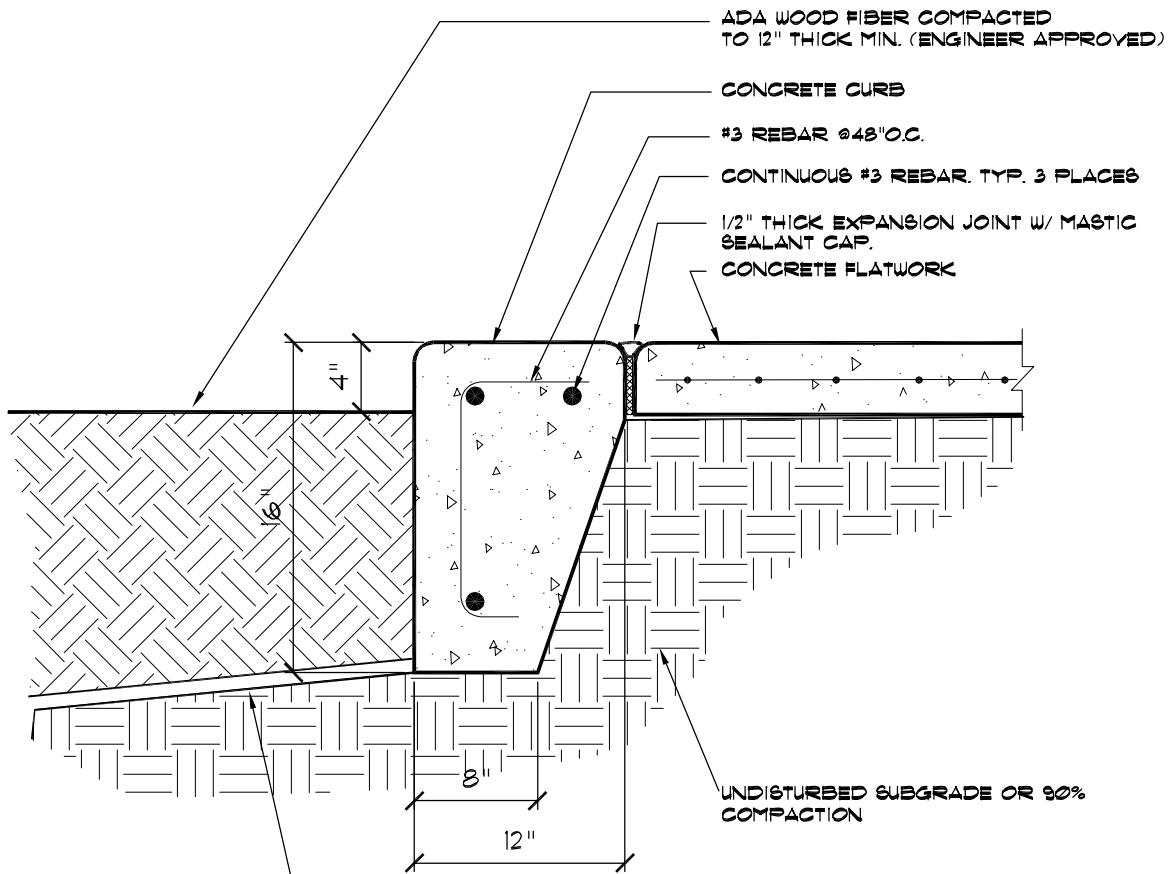 ADA WOOD FIBER COMPACTED
TO 12" THICK MIN. (ENGINEER APPROVED)
CONCRETE CURB
#3 REBAR @48"O.C.
CONTINUOUS #3 REBAR. TYP. 3 PLACES
1/2" THICK EXPANSION JOINT W/ MASTIC
SEALANT CAP.
CONCRETE FLATWORK
4"
16"
8"
12"
UNDISTURBED SUBGRADE OR 90%
COMPACTION